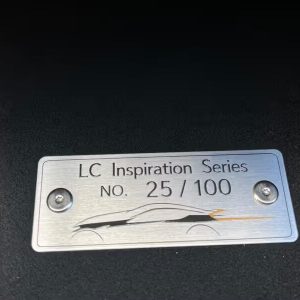 LC Inspiration Series
NO. 25/100